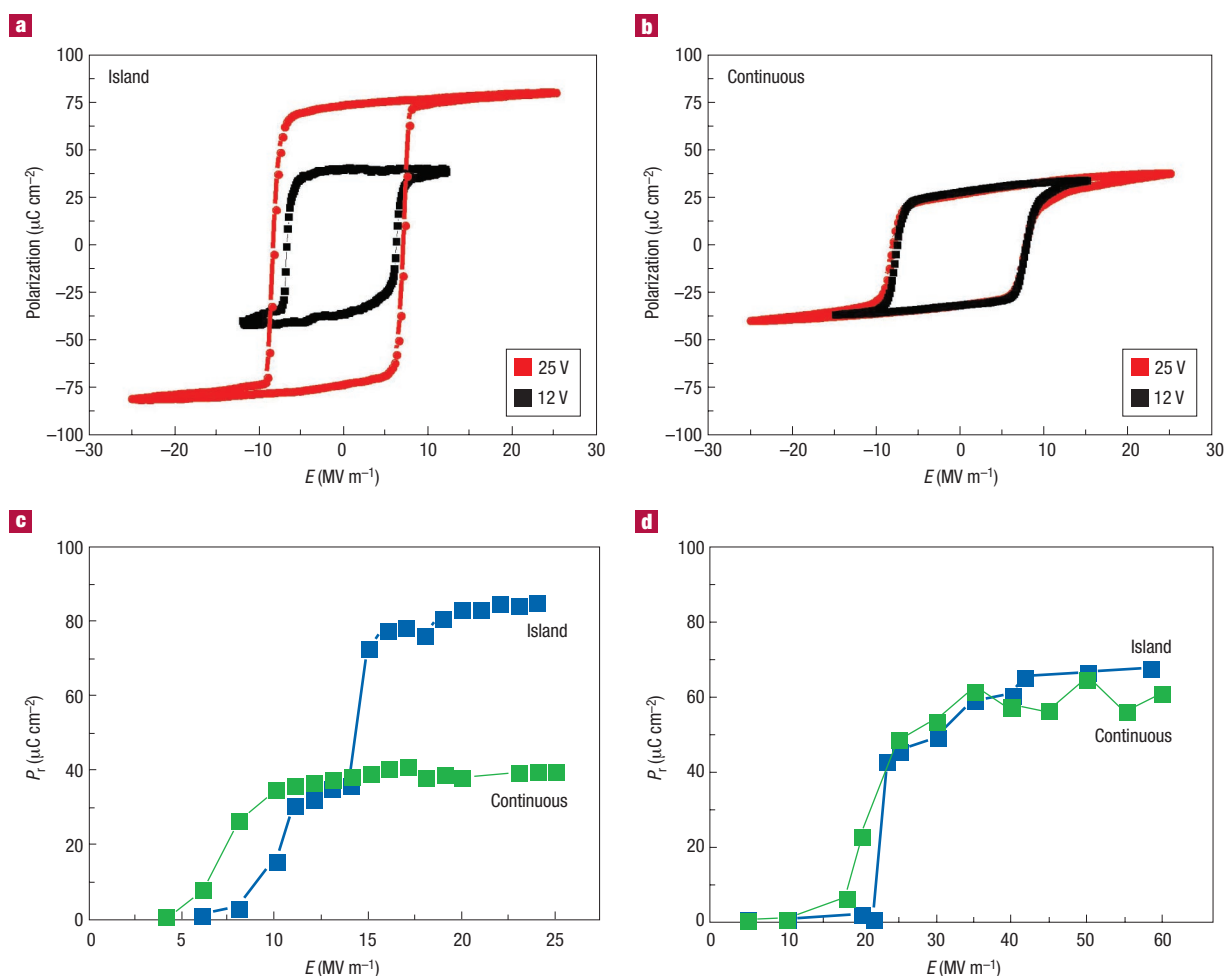 a
Island
100
75
50
25
0
–25
–50
–75
–100
Polarization (μC cm–2)
25 V
12 V
–30 –20 –10 0 10 20 30
E (MV m–1)
b
Continuous
100
75
50
25
0
–25
–50
–75
–100
Polarization (μC cm–2)
25 V
12 V
–30 –20 –10 0 10 20 30
E (MV m–1)
c
100
80
60
40
20
0
Pr (μC cm–2)
Island
Continuous
0 5 10 15 20 25
E (MV m–1)
d
100
80
60
40
20
0
Pr (μC cm–2)
Island
Continuous
0 10 20 30 40 50 60
E (MV m–1)